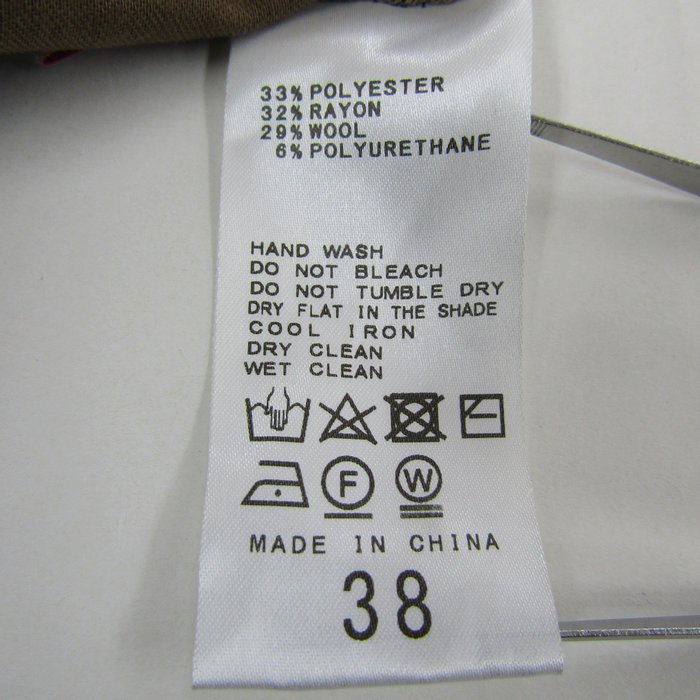 33% POLYESTER
32% RAYON
29% WOOL
6% POLYURETHANE
HAND WASH
DO NOT BLEACH
DO NOT TUMBLE DRY
DRY FLAT IN THE SHADE
COOL IRON
DRY CLEAN
WET CLEAN
F W
MADE IN CHINA
38